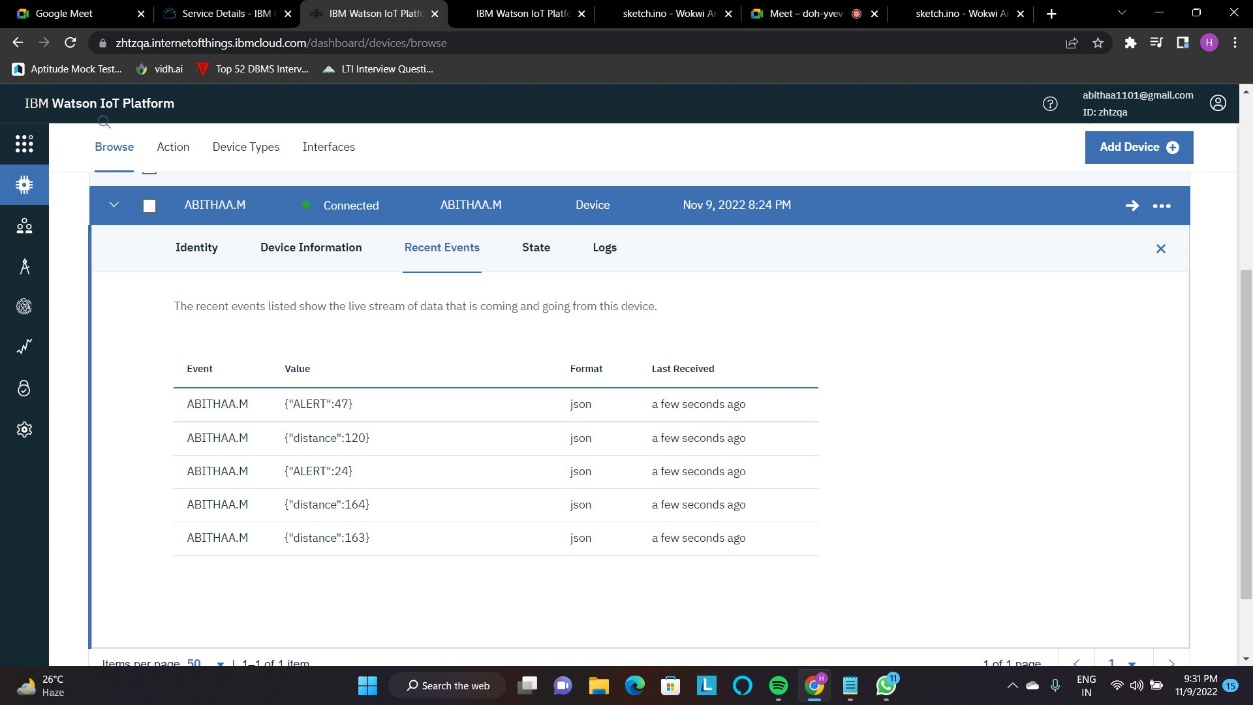 Google Meet
Service Details - IBM
IBM Watson IoT Platfo
IBM Watson IoT Platfo
sketch.ino - Wokwi A
Meet – doh-yvev
sketch.ino - Wokwi A
zhtzqa.internetofthings.ibmcloud.com/dashboard/devices/browse
H
Aptitude Mock Test...
vidh.ai
Top 52 DBMS Interv...
LTI Interview Questi...
IBM Watson IoT Platform
abithaa1101@gmail.com
ID: zhtzqa
Browse
Action
Device Types
Interfaces
Add Device
ABITHAA.M
Connected
ABITHAA.M
Device
Nov 9, 2022 8:24 PM
Identity
Device Information
Recent Events
State
Logs
The recent events listed show the live stream of data that is coming and going from this device.
Event Value Format Last Received
ABITHAA.M {"ALERT":47} json a few seconds ago
ABITHAA.M {"distance":120} json a few seconds ago
ABITHAA.M {"ALERT":24} json a few seconds ago
ABITHAA.M {"distance":164} json a few seconds ago
ABITHAA.M {"distance":163} json a few seconds ago
Items per page 50 | 1–1 of 1 item
1 of 1 page
1
26°C
Haze
Search the web
L
H
11
ENG
IN
9:31 PM
11/9/2022
15